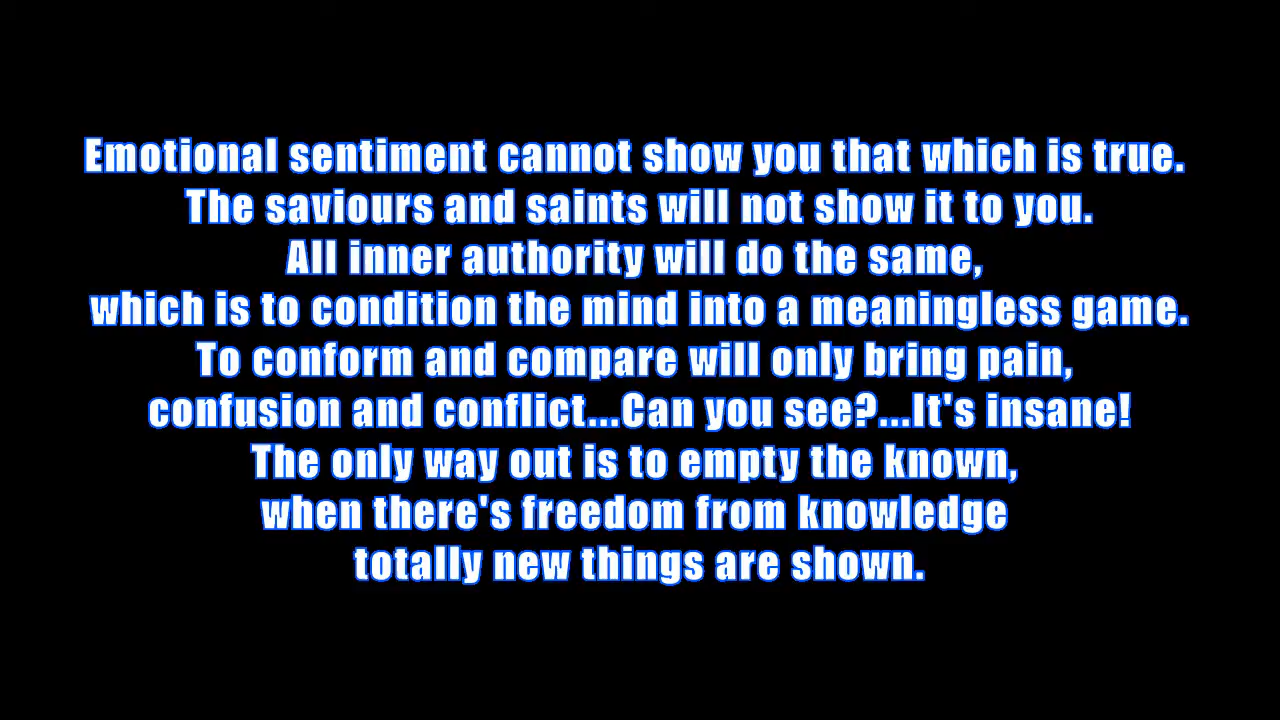 Emotional sentiment cannot show you that which is true.
The saviours and saints will not show it to you.
All inner authority will do the same,
which is to condition the mind into a meaningless game.
To conform and compare will only bring pain,
confusion and conflict...Can you see?...It's insane!
The only way out is to empty the known,
when there's freedom from knowledge
totally new things are shown.